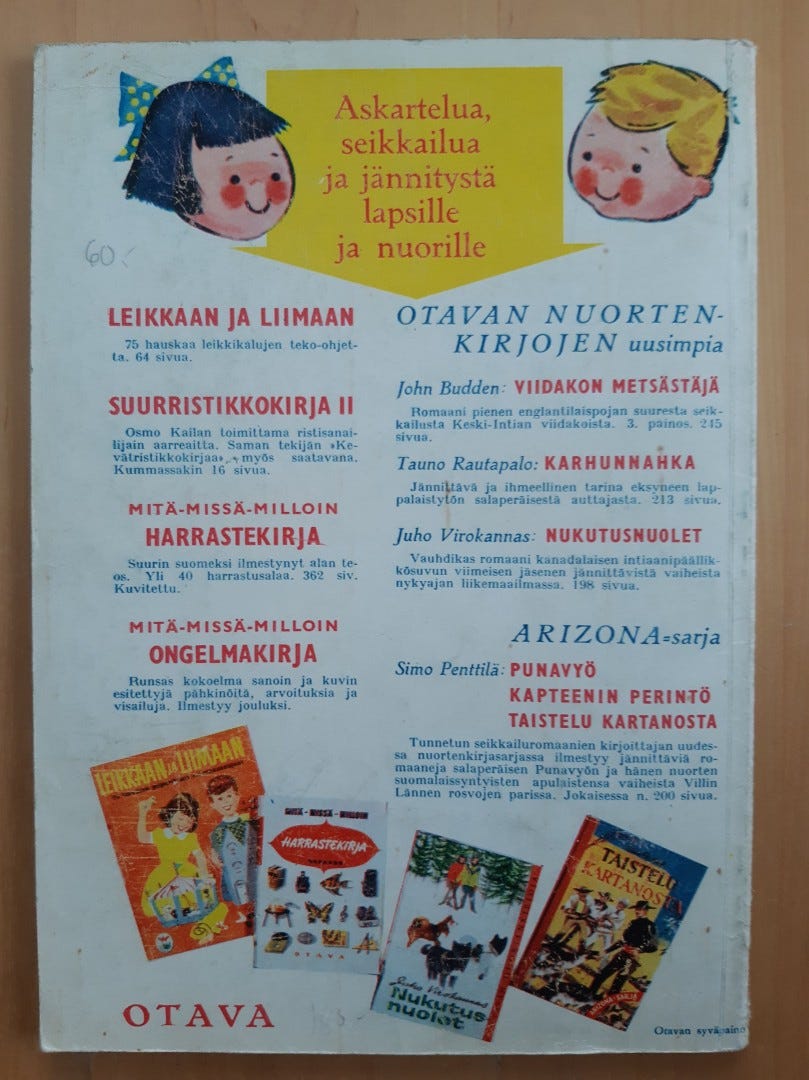 Askartelua,
seikkailua
ja jännitystä
lapsille
ja nuorille
60:-
LEIKKAAN JA LIIMAAN
75 hauskaa leikkikalujen teko-ohjet-
ta. 64 sivua.
SUURRISTIKKOKIRJA II
Osmo Kailan toimittama ristisanai-
lijain aarreaitta. Saman tekijän »Ke-
vätristikkokirjaa» myös saatavana.
Kummassakin 16 sivua.
MITÄ-MISSÄ-MILLOIN
HARRASTEKIRJA
Suurin suomeksi ilmestynyt alan te-
os. Yli 40 harrastusalaa. 362 siv.
Kuvitettu.
MITÄ-MISSÄ-MILLOIN
ONGELMAKIRJA
Runsas kokoelma sanoin ja kuvin
esitettyjä pähkinöitä, arvoituksia ja
visailuja. Ilmestyy jouluksi.
OTAVAN NUORTEN-
KIRJOJEN uusimpia
John Budden: VIIDAKON METSÄSTÄJÄ
Romaani pienen englantilaispojan suuresta seik-
kailusta Keski-Intian viidakoista. 3. painos. 245
sivua.
Tauno Rautapalo: KARHUNNAHKA
Jännittävä ja ihmeellinen tarina eksyneen lap-
palaistytön salaperäisestä auttajasta. 213 sivua.
Juho Virokannas: NUKUTUSNUOLET
Vauhdikas romaani kanadalaisen intiaanipäällik-
kösuvun viimeisen jäsenen jännittävistä vaiheista
nykyajan liikemaailmassa. 198 sivua.
ARIZONA=sarja
Simo Penttilä: PUNAVYÖ
KAPTEENIN PERINTÖ
TAISTELU KARTANOSTA
Tunnetun seikkailuromaanien kirjoittajan uudes-
sa nuortenkirjasarjassa ilmestyy jännittäviä ro-
maaneja salaperäisen Punavyön ja hänen nuorten
suomalaissyntyisten apulaistensa vaiheista Villin
Lännen rosvojen parissa. Jokaisessa n. 200 sivua.
LEIKKAAN JA LIIMAAN
MITÄ-MISSÄ-MILLOIN
HARRASTEKIRJA
OTAVA
Juho Virokannas
Nukutus-
nuolet
TAISTELU
KARTANOSTA
ARIZONA-SARJA
OTAVA
Otavan syväpaino